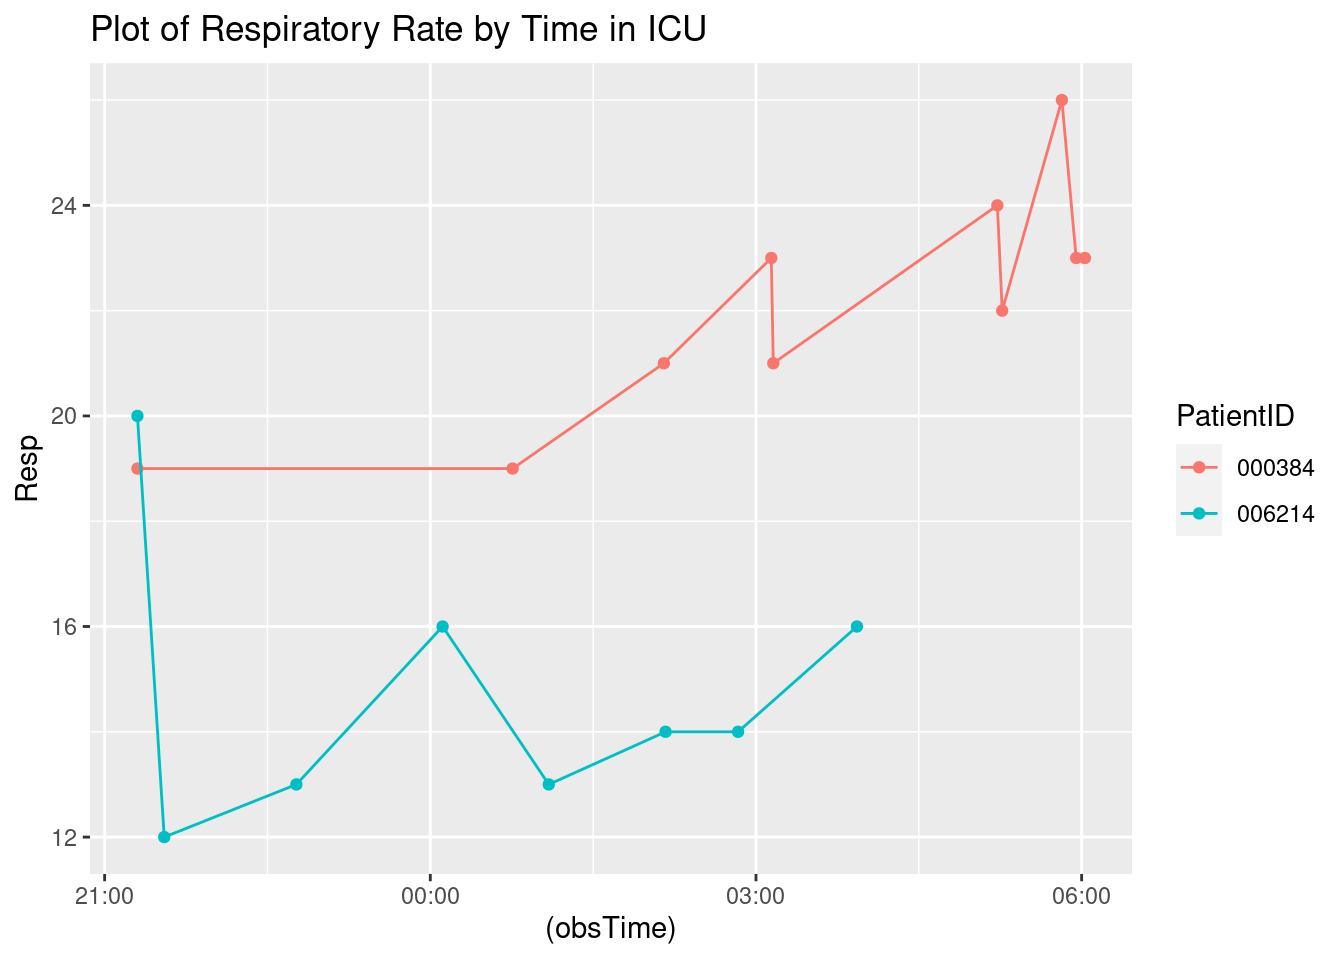 Plot of Respiratory Rate by Time in ICU
24
20
16
12
Resp
21:00
00:00
03:00
06:00
(obsTime)
PatientID
000384
006214